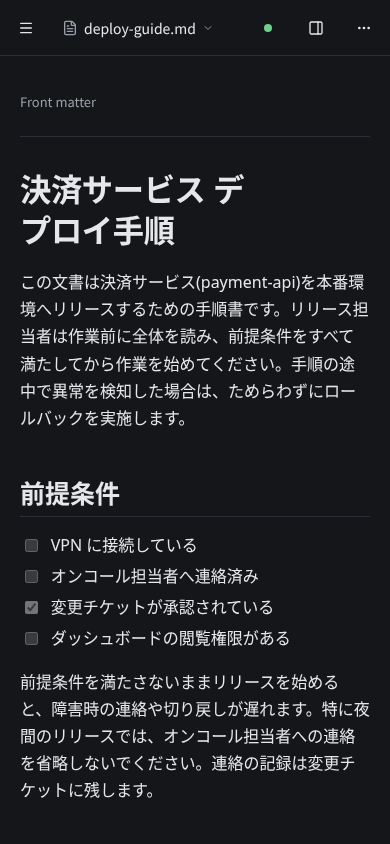 deploy-guide.md
Front matter
決済サービス デ
プロイ手順
この文書は決済サービス(payment-api)を本番環
境へリリースするための手順書です。リリース担
当者は作業前に全体を読み、前提条件をすべて
満たしてから作業を始めてください。手順の途
中で異常を検知した場合は、ためらわずにロー
ルバックを実施します。
前提条件
VPN に接続している
オンコール担当者へ連絡済み
変更チケットが承認されている
ダッシュボードの閲覧権限がある
前提条件を満たさないままリリースを始める
と、障害時の連絡や切り戻しが遅れます。特に夜
間のリリースでは、オンコール担当者への連絡
を省略しないでください。連絡の記録は変更チ
ケットに残します。